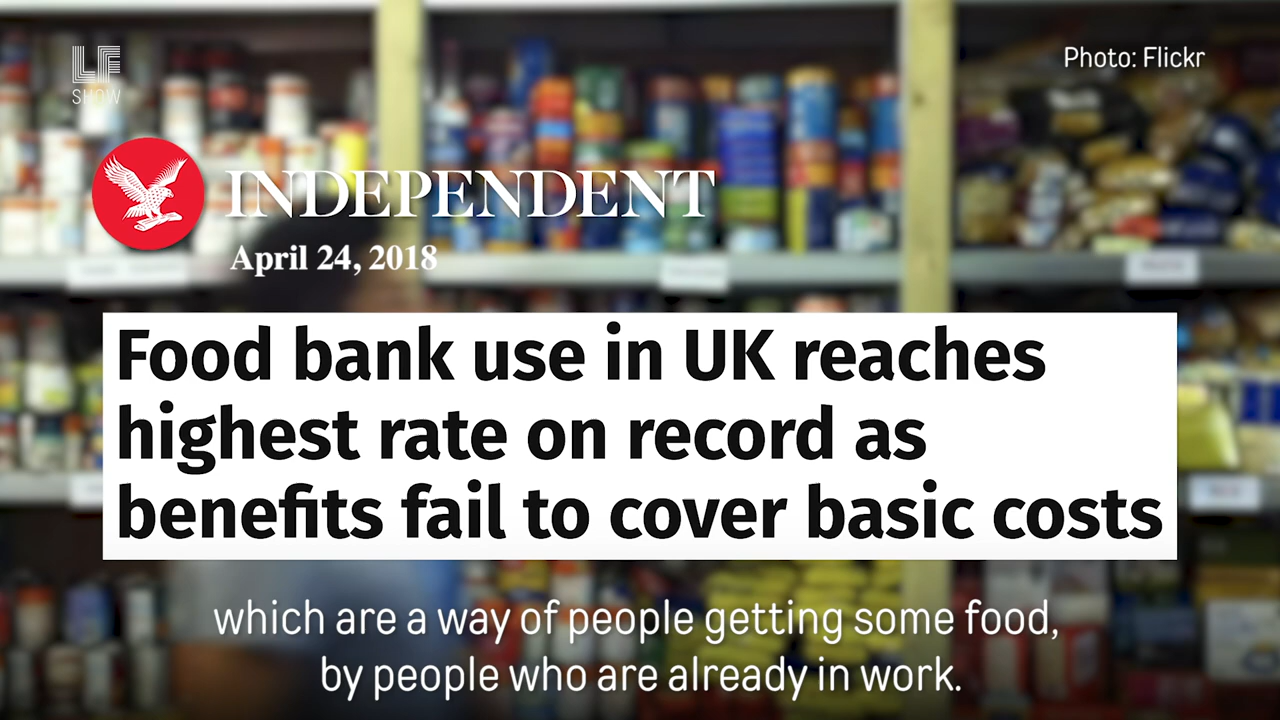 LF
SHOW
Photo: Flickr
INDEPENDENT
April 24, 2018
Food bank use in UK reaches
highest rate on record as
benefits fail to cover basic costs
which are a way of people getting some food,
by people who are already in work.